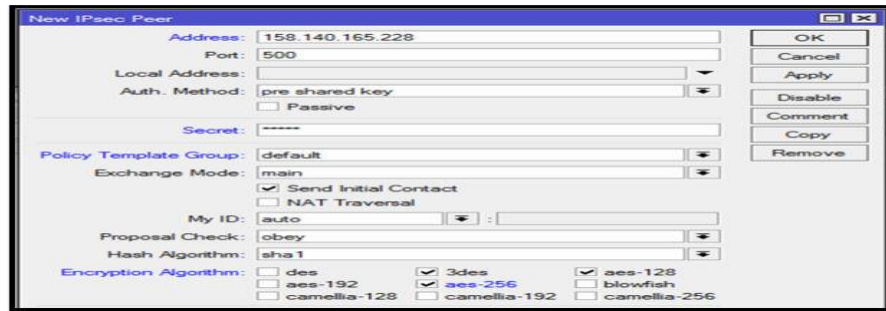 New IPsec Peer
Address: 158.140.165.228
Port: 500
Local Address:
Auth. Method: pre shared key
Passive
Secret: *****
Policy Template Group: default
Exchange Mode: main
Send Initial Contact
NAT Traversal
My ID: auto :
Proposal Check: obey
Hash Algorithm: sha1
Encryption Algorithm: des 3des aes-128
aes-192 aes-256 blowfish
camellia-128 camellia-192 camellia-256
OK
Cancel
Apply
Disable
Comment
Copy
Remove